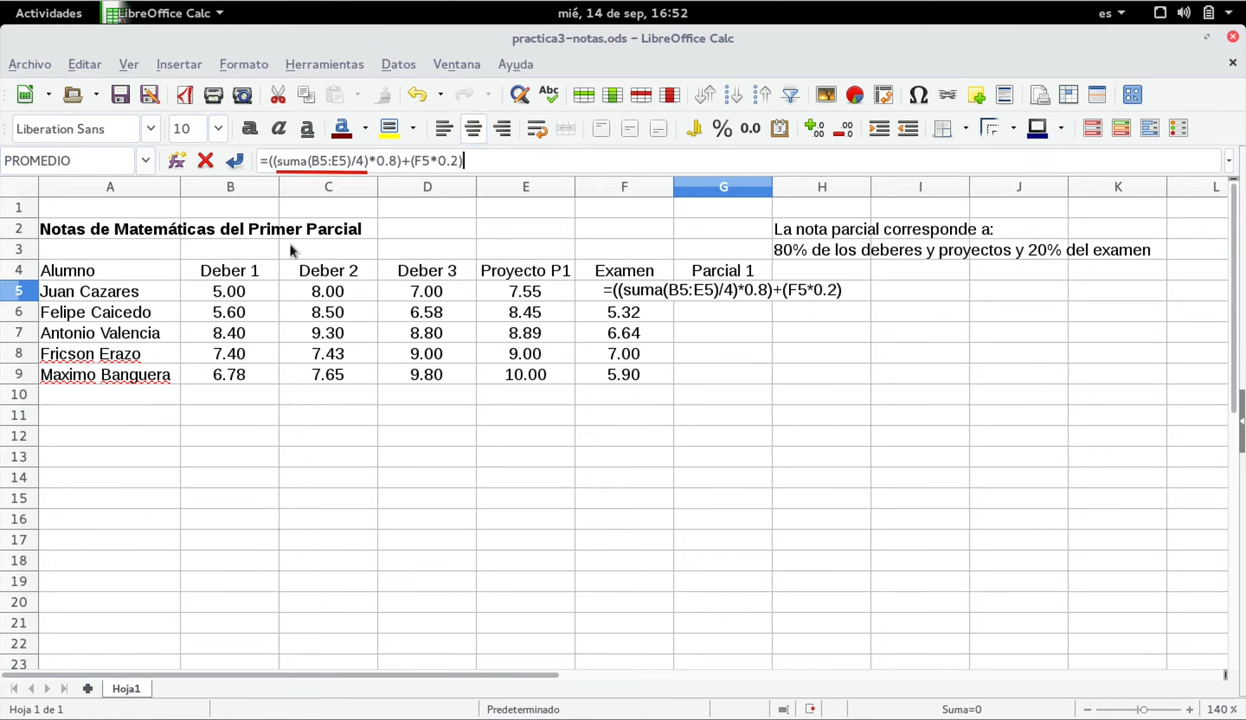 Actividades LibreOffice Calc mié, 14 de sep, 16:52 es
practica3-notas.ods - LibreOffice Calc
Archivo Editar Ver Insertar Formato Herramientas Datos Ventana Ayuda
Liberation Sans 10
PROMEDIO =((suma(B5:E5)/4)*0.8)+(F5*0.2)
A B C D E F G H I J K L
1
2 Notas de Matemáticas del Primer Parcial La nota parcial corresponde a:
3 80% de los deberes y proyectos y 20% del examen
4 Alumno Deber 1 Deber 2 Deber 3 Proyecto P1 Examen Parcial 1
5 Juan Cazares 5.00 8.00 7.00 7.55 =((suma(B5:E5)/4)*0.8)+(F5*0.2)
6 Felipe Caicedo 5.60 8.50 6.58 8.45 5.32
7 Antonio Valencia 8.40 9.30 8.80 8.89 6.64
8 Fricson Erazo 7.40 7.43 9.00 9.00 7.00
9 Maximo Banguera 6.78 7.65 9.80 10.00 5.90
10
11
12
13
14
15
16
17
18
19
20
21
22
23
Hoja1
Hoja 1 de 1 Predeterminado Suma=0 140 %